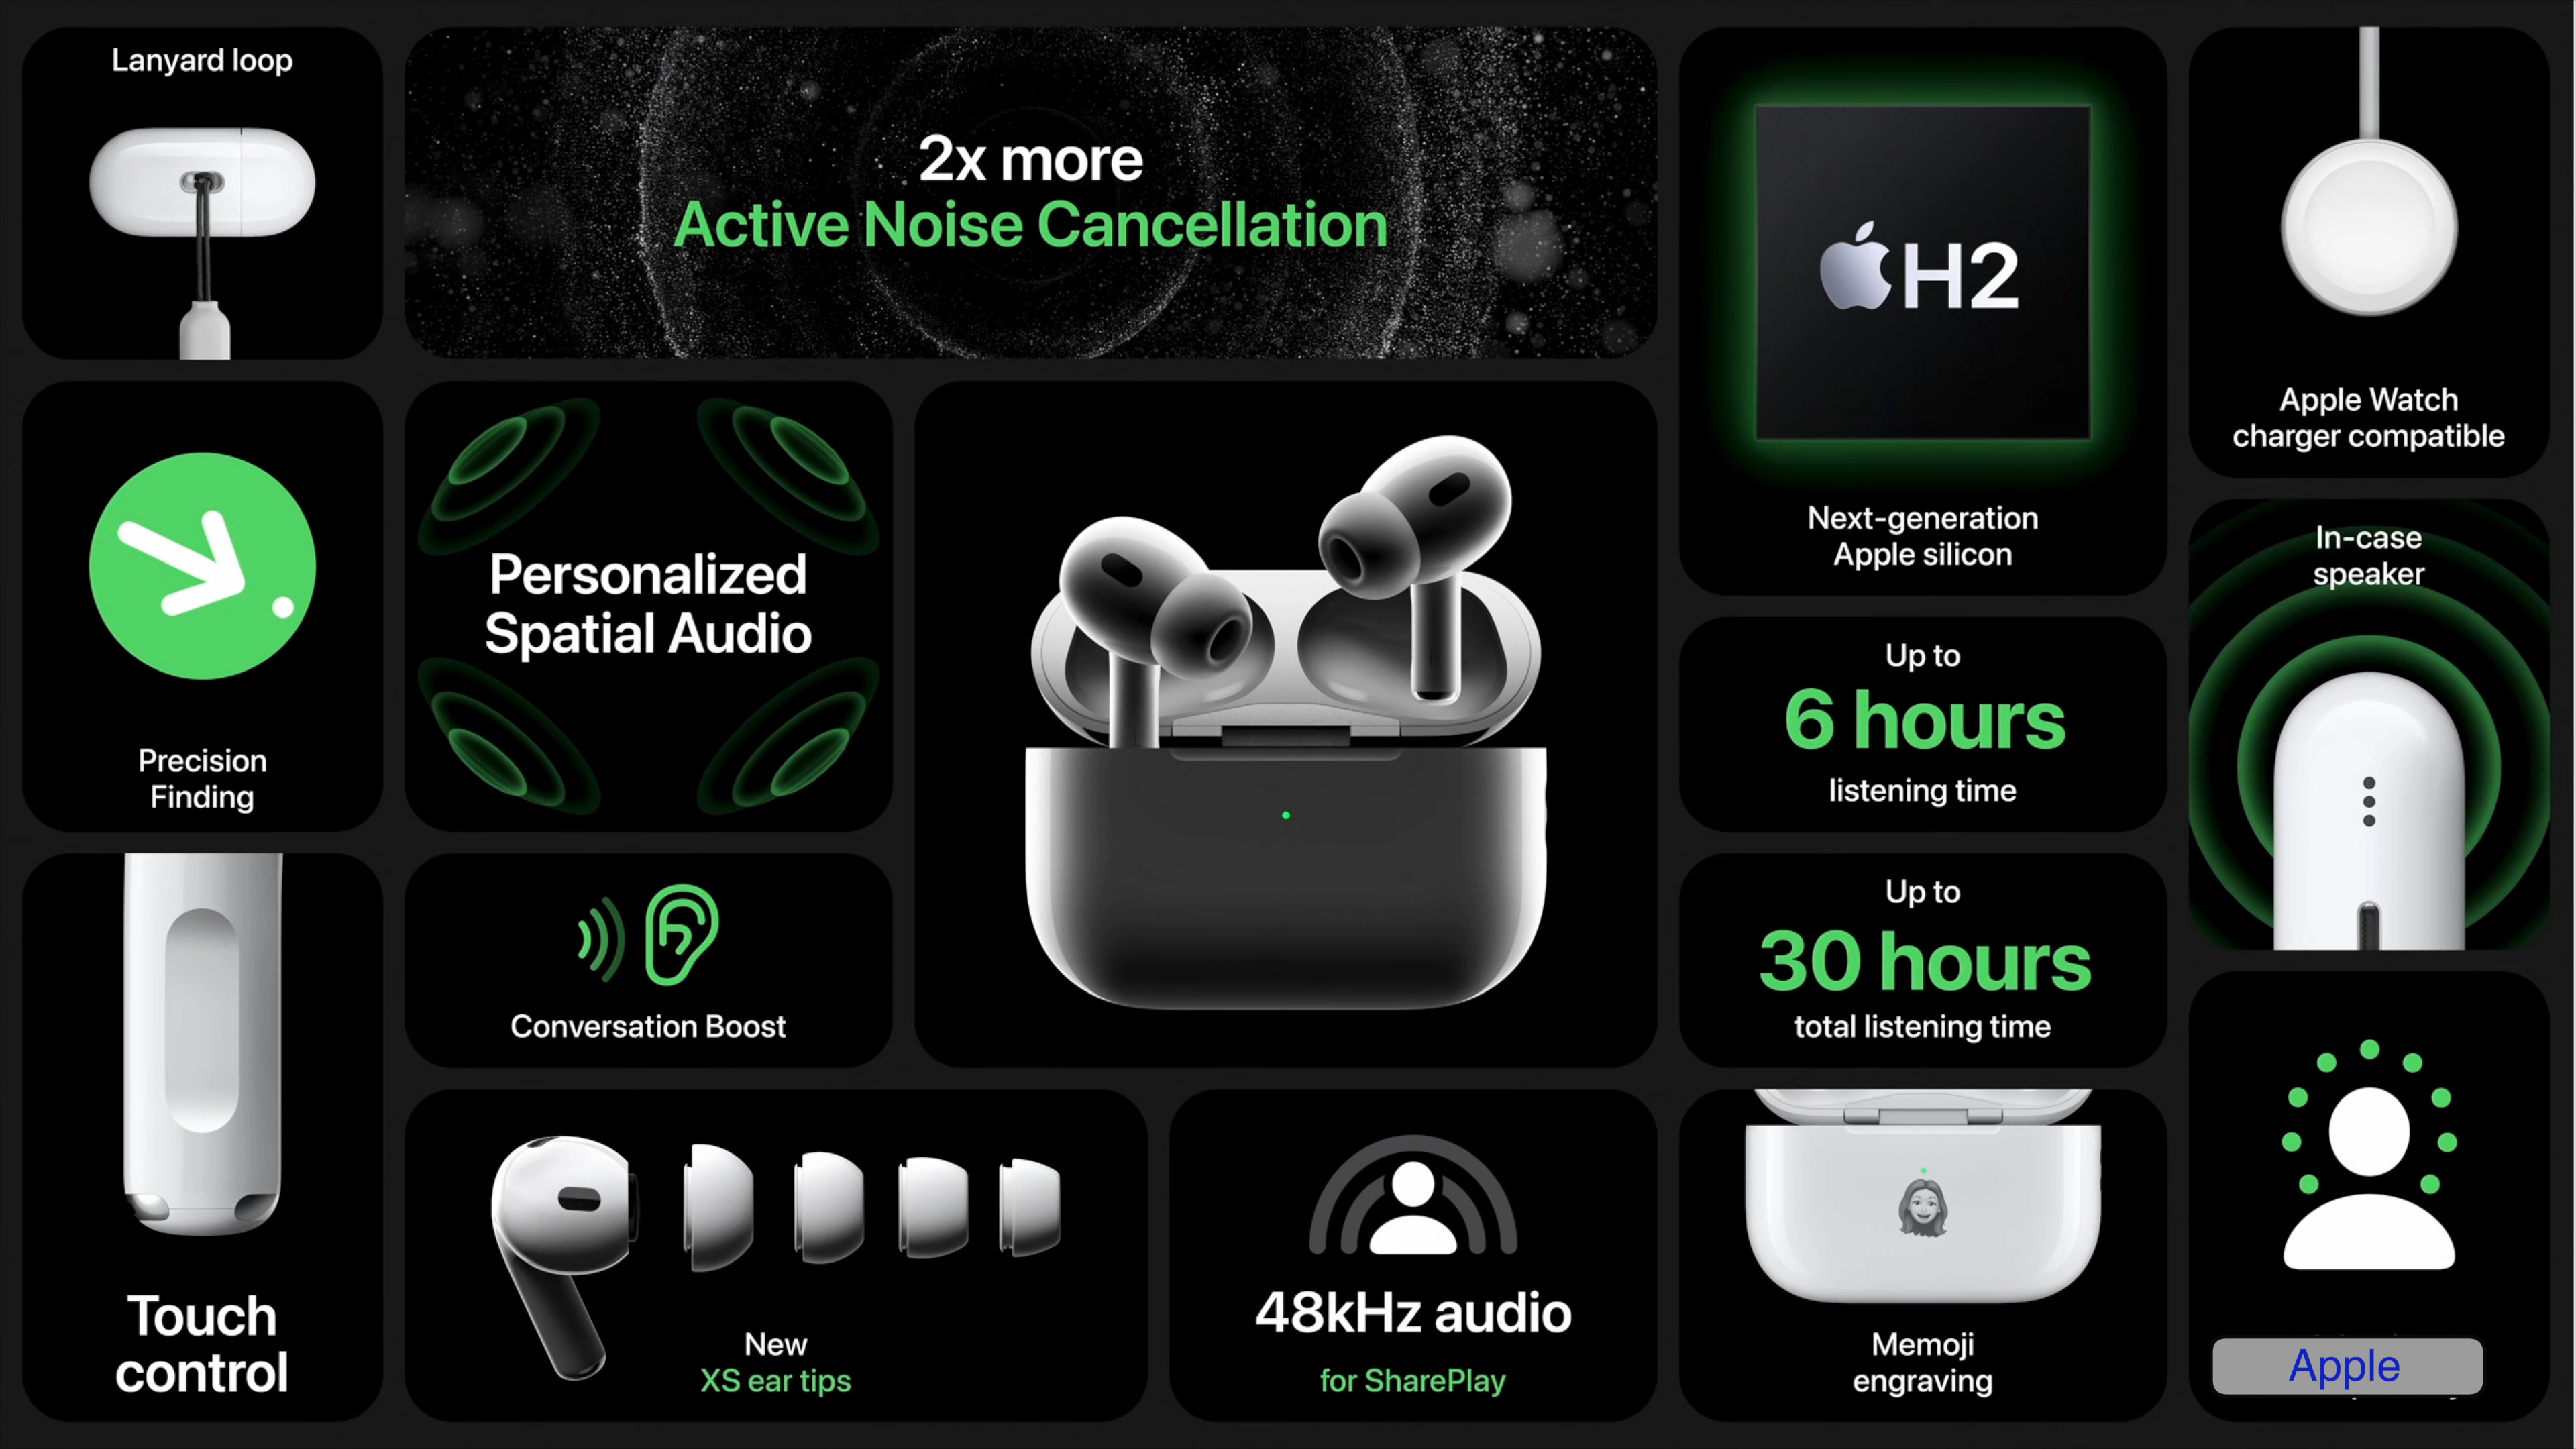 Lanyard loop
2x more
Active Noise Cancellation
H2
Next-generation
Apple silicon
Apple Watch
charger compatible
Precision
Finding
Personalized
Spatial Audio
Up to
6 hours
listening time
In-case
speaker
Touch
control
Conversation Boost
Up to
30 hours
total listening time
New
XS ear tips
48kHz audio
for SharePlay
Memoji
engraving
Apple